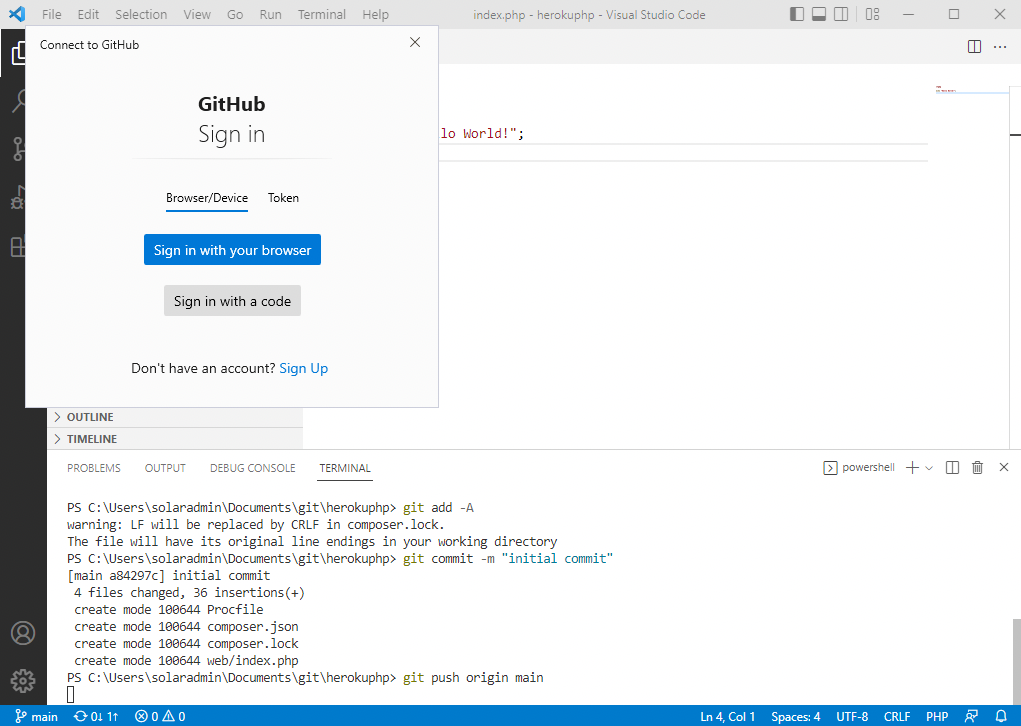 File Edit Selection View Go Run Terminal Help index.php - herokuphp - Visual Studio Code
Connect to GitHub
GitHub
Sign in
Browser/Device Token
Sign in with your browser
Sign in with a code
Don't have an account? Sign Up
lo World!";
OUTLINE
TIMELINE
PROBLEMS OUTPUT DEBUG CONSOLE TERMINAL powershell
PS C:\Users\solaradmin\Documents\git\herokuphp> git add -A
warning: LF will be replaced by CRLF in composer.lock.
The file will have its original line endings in your working directory
PS C:\Users\solaradmin\Documents\git\herokuphp> git commit -m "initial commit"
[main a84297c] initial commit
4 files changed, 36 insertions(+)
create mode 100644 Procfile
create mode 100644 composer.json
create mode 100644 composer.lock
create mode 100644 web/index.php
PS C:\Users\solaradmin\Documents\git\herokuphp> git push origin main
main 0↓ 1↑ 0 0 Ln 4, Col 1 Spaces: 4 UTF-8 CRLF PHP